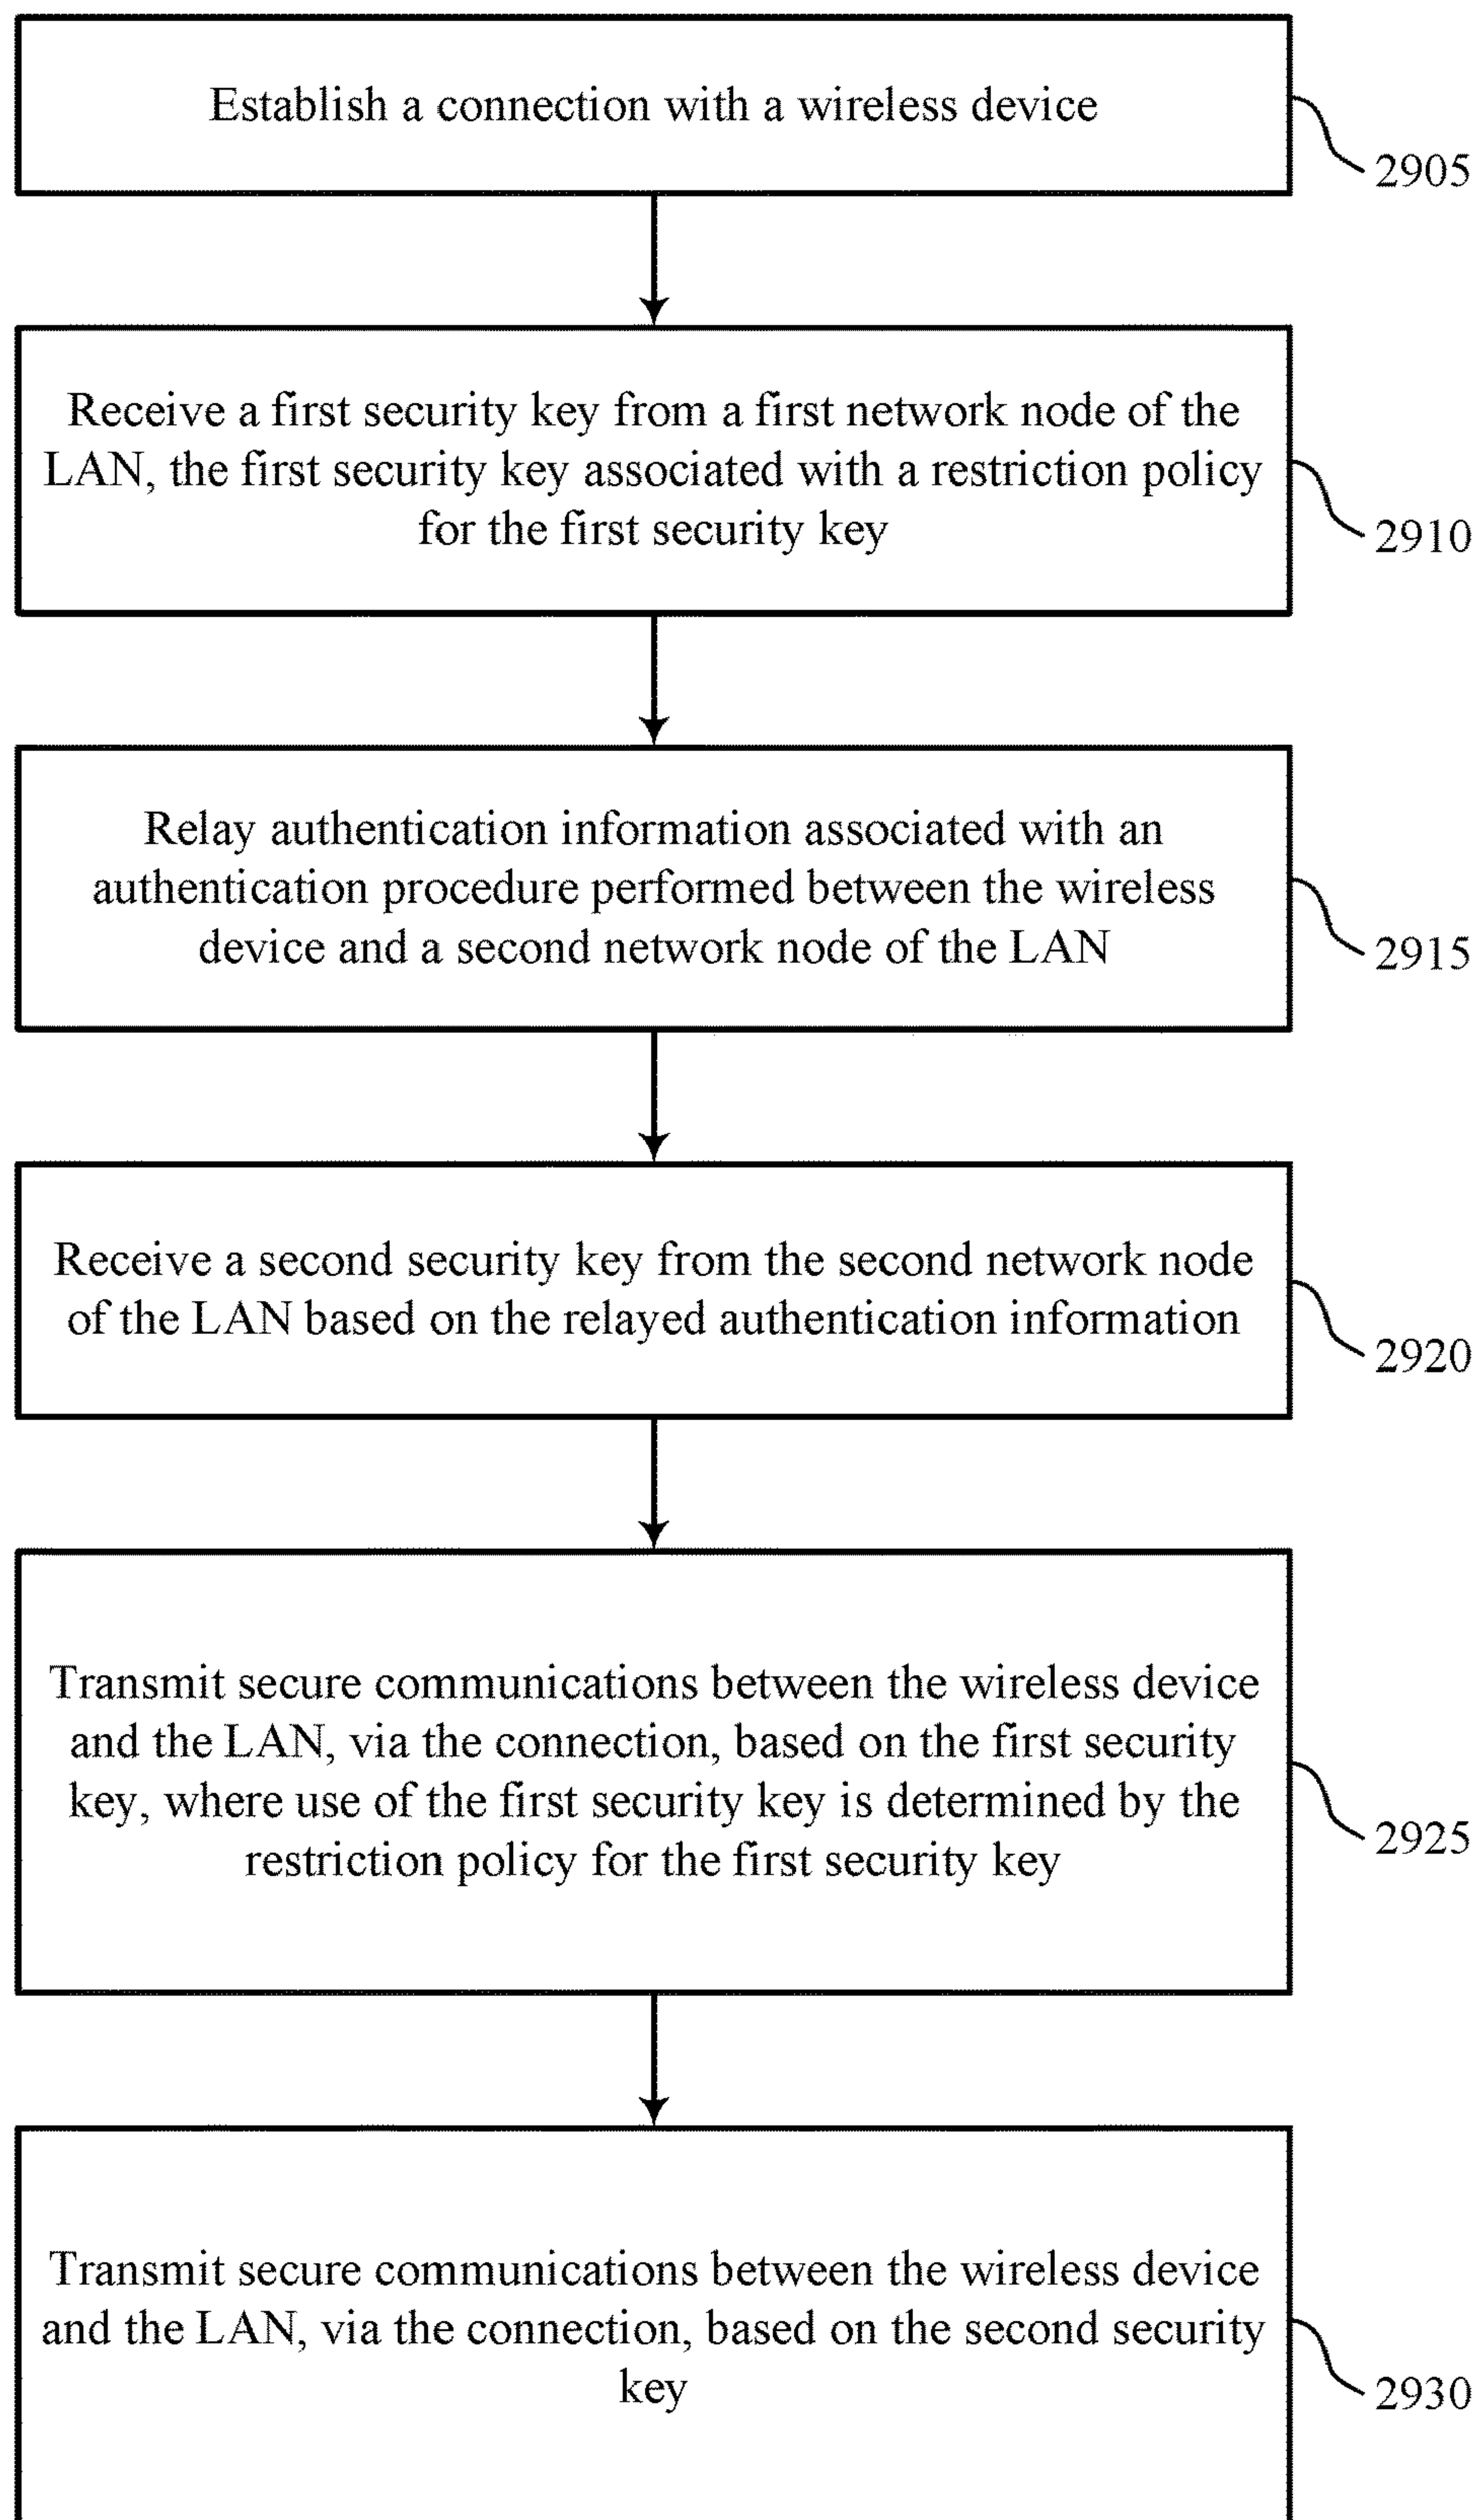 Establish a connection with a wireless device
2905
Receive a first security key from a first network node of the
LAN, the first security key associated with a restriction policy
for the first security key
2910
Relay authentication information associated with an
authentication procedure performed between the wireless
device and a second network node of the LAN
2915
Receive a second security key from the second network node
of the LAN based on the relayed authentication information
2920
Transmit secure communications between the wireless device
and the LAN, via the connection, based on the first security
key, where use of the first security key is determined by the
restriction policy for the first security key
2925
Transmit secure communications between the wireless device
and the LAN, via the connection, based on the second security
key
2930